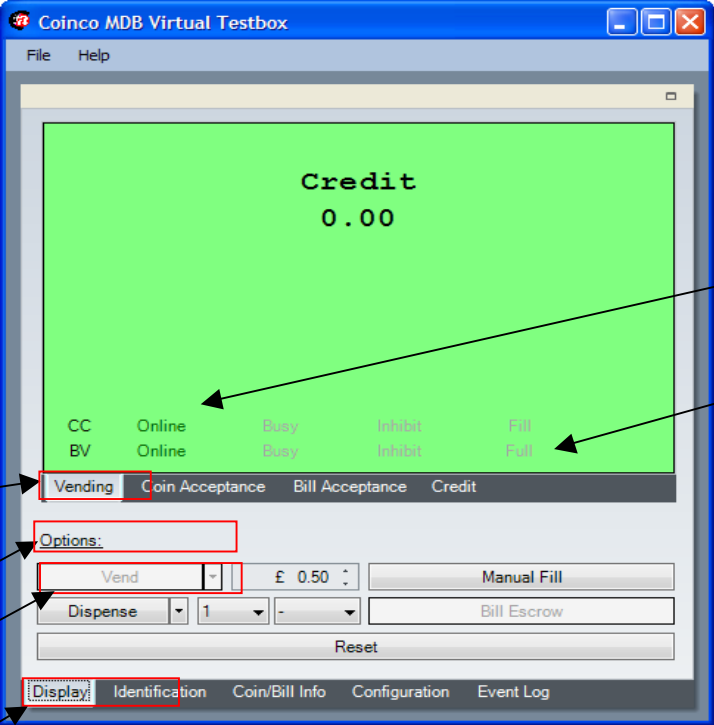 Coinco MDB Virtual Testbox
File Help
Credit
0.00
CC Online Busy Inhibit Fill
BV Online Busy Inhibit Full
Vending Coin Acceptance Bill Acceptance Credit
Options:
Vend £ 0.50 Manual Fill
Dispense 1 - Bill Escrow
Reset
Display Identification Coin/Bill Info Configuration Event Log